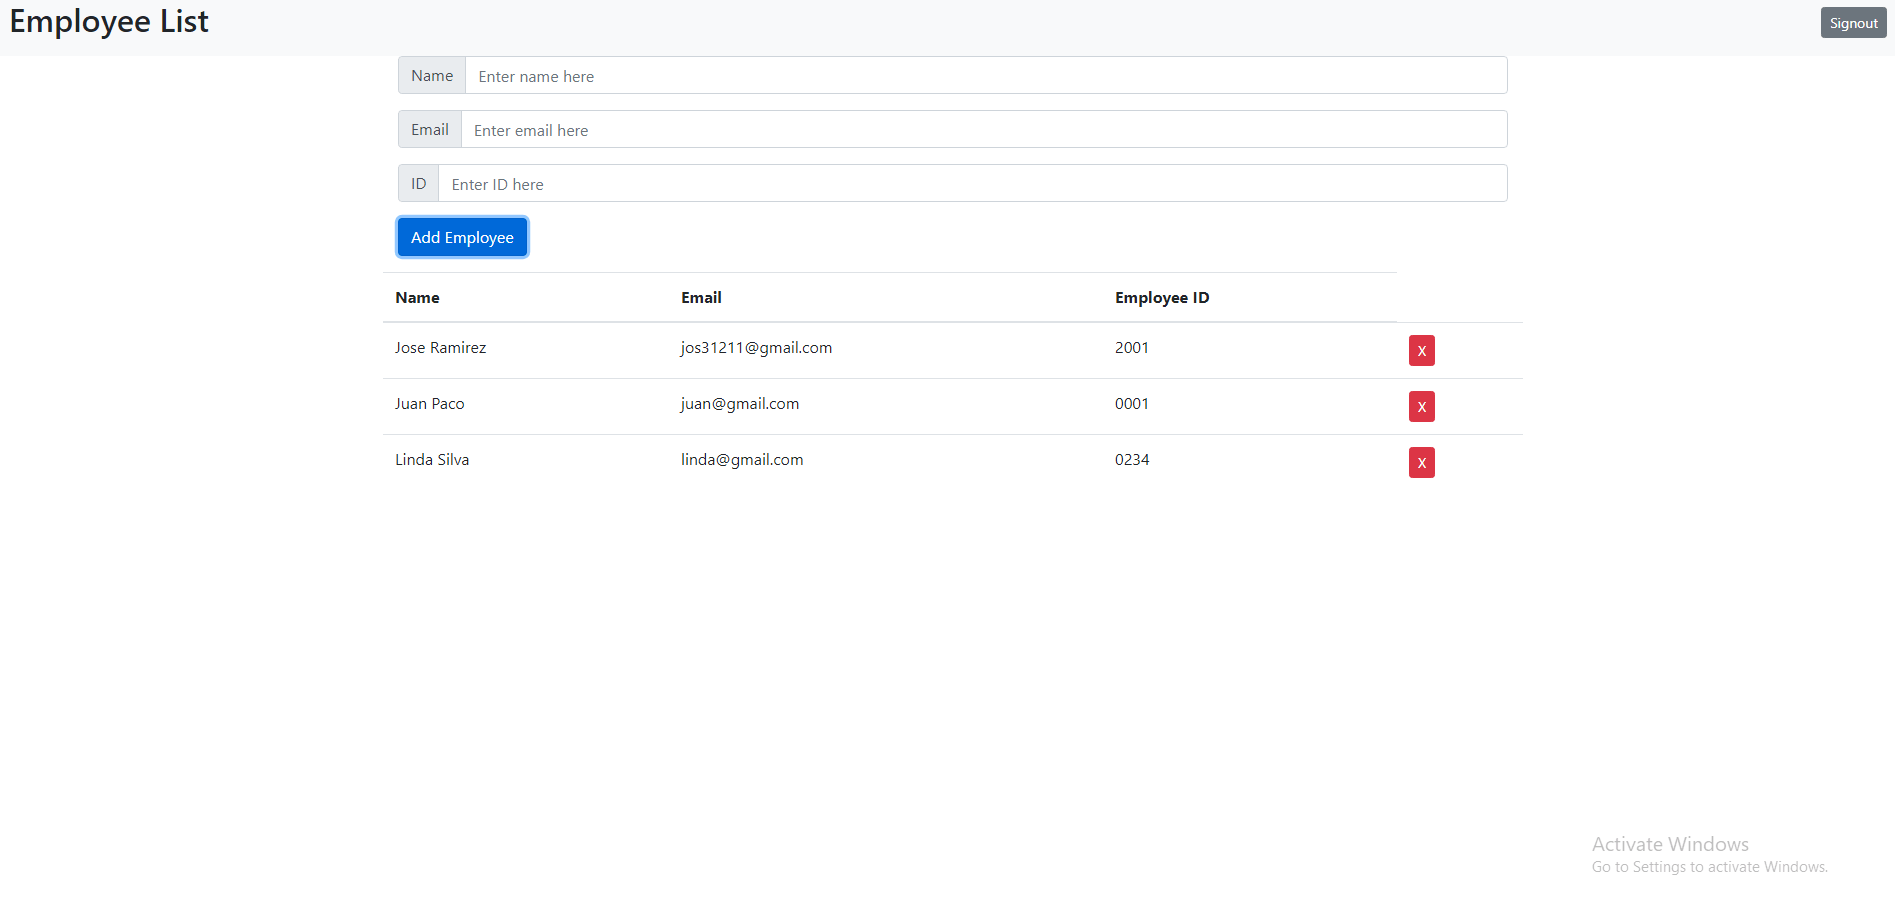 Employee List
Signout
Name Enter name here
Email Enter email here
ID Enter ID here
Add Employee
Name Email Employee ID
Jose Ramirez jos31211@gmail.com 2001 X
Juan Paco juan@gmail.com 0001 X
Linda Silva linda@gmail.com 0234 X
Activate Windows
Go to Settings to activate Windows.